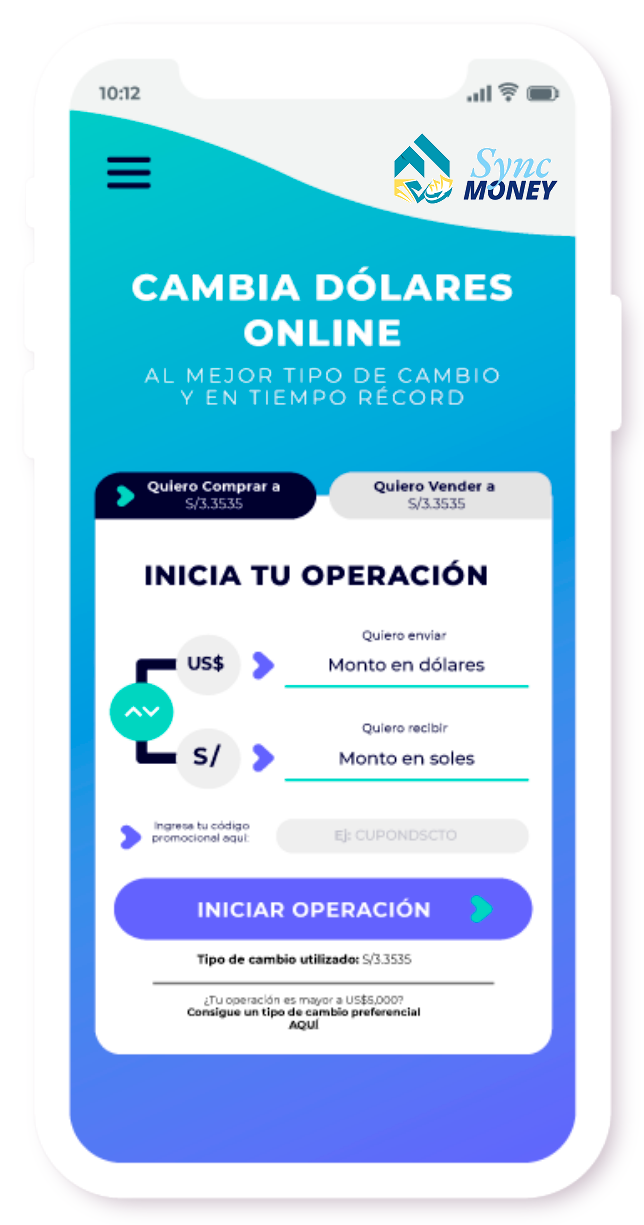 10:12
Sync
MONEY
CAMBIA DÓLARES
ONLINE
AL MEJOR TIPO DE CAMBIO
Y EN TIEMPO RÉCORD
Quiero Comprar a
S/3.3535
Quiero Vender a
S/3.3535
INICIA TU OPERACIÓN
Quiero enviar
US$
Monto en dólares
Quiero recibir
S/
Monto en soles
Ingresa tu código
promocional aquí:
Ej: CUPONDSCTO
INICIAR OPERACIÓN
Tipo de cambio utilizado: S/3.3535
¿Tu operación es mayor a US$5,000?
Consigue un tipo de cambio preferencial
AQUÍ